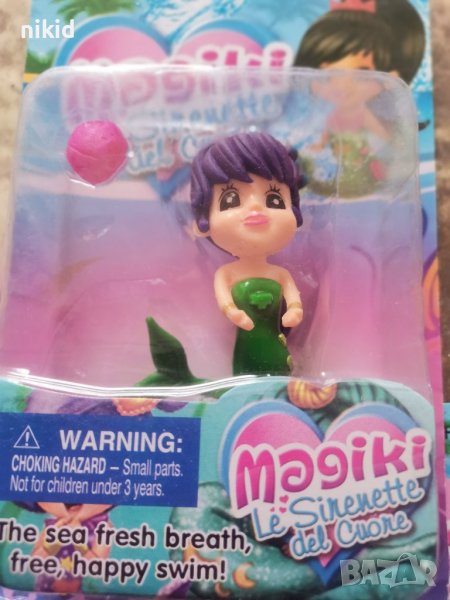 nikid
Magiki
Le Sirenette
del Cuore
WARNING:
CHOKING HAZARD – Small parts.
Not for children under 3 years.
Magiki
Le Sirenette
del Cuore
The sea fresh breath,
free, happy swim!
BAZAR